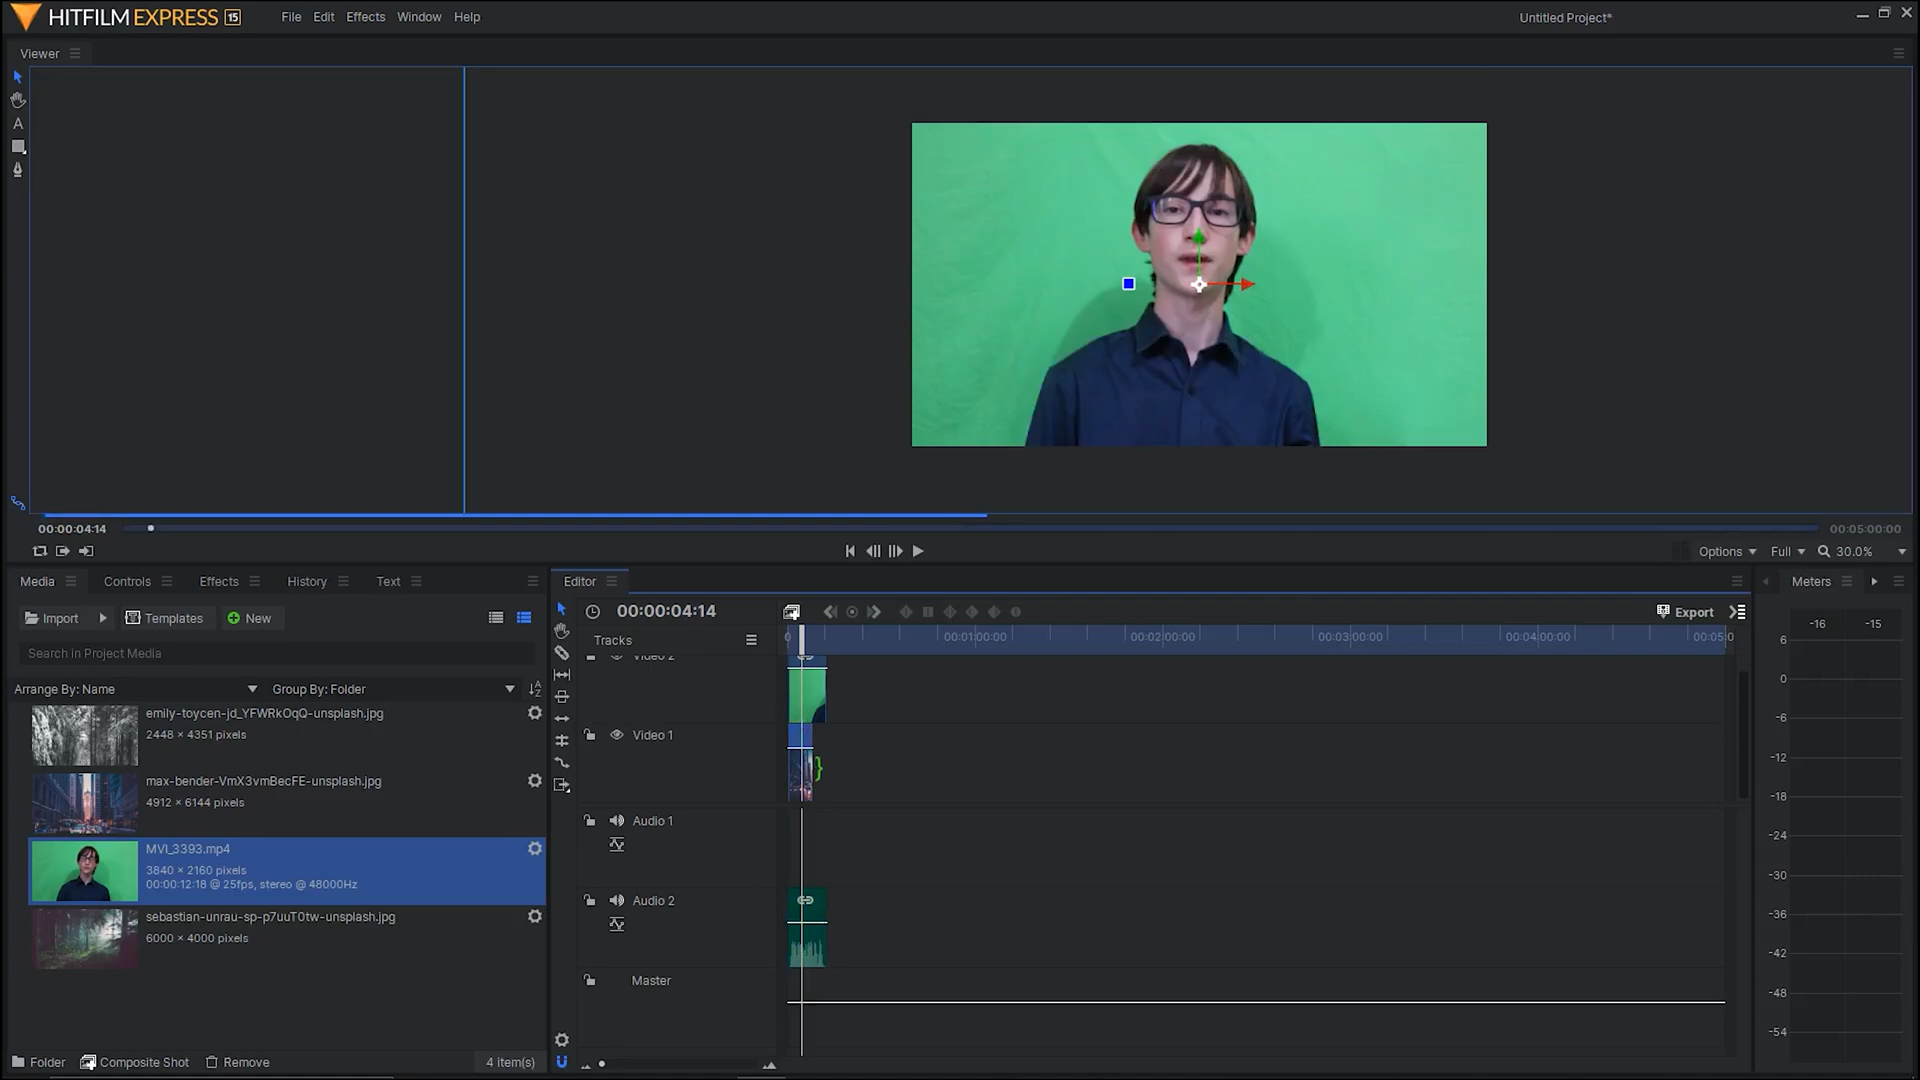 HITFILM EXPRESS 15
File Edit Effects Window Help
Untitled Project*
Viewer
A
00:00:04:14
00:05:00:00
Options
Full
30.0%
Media
Controls
Effects
History
Text
Import
Templates
New
Search in Project Media
Arrange By: Name
Group By: Folder
emily-toycen-jd_YFWRkOqQ-unsplash.jpg
2448 × 4351 pixels
max-bender-VmX3vmBecFE-unsplash.jpg
4912 × 6144 pixels
MVI_3393.mp4
3840 × 2160 pixels
00:00:12:18 @ 25fps, stereo @ 48000Hz
sebastian-unrau-sp-p7uuT0tw-unsplash.jpg
6000 × 4000 pixels
Folder
Composite Shot
Remove
4 item(s)
Editor
00:00:04:14
Export
Tracks
0
00:01:00:00
00:02:00:00
00:03:00:00
00:04:00:00
00:05:0
Video 2
Video 1
Audio 1
Audio 2
Master
Meters
-16
-15
6
0
-6
-12
-18
-24
-30
-36
-42
-48
-54